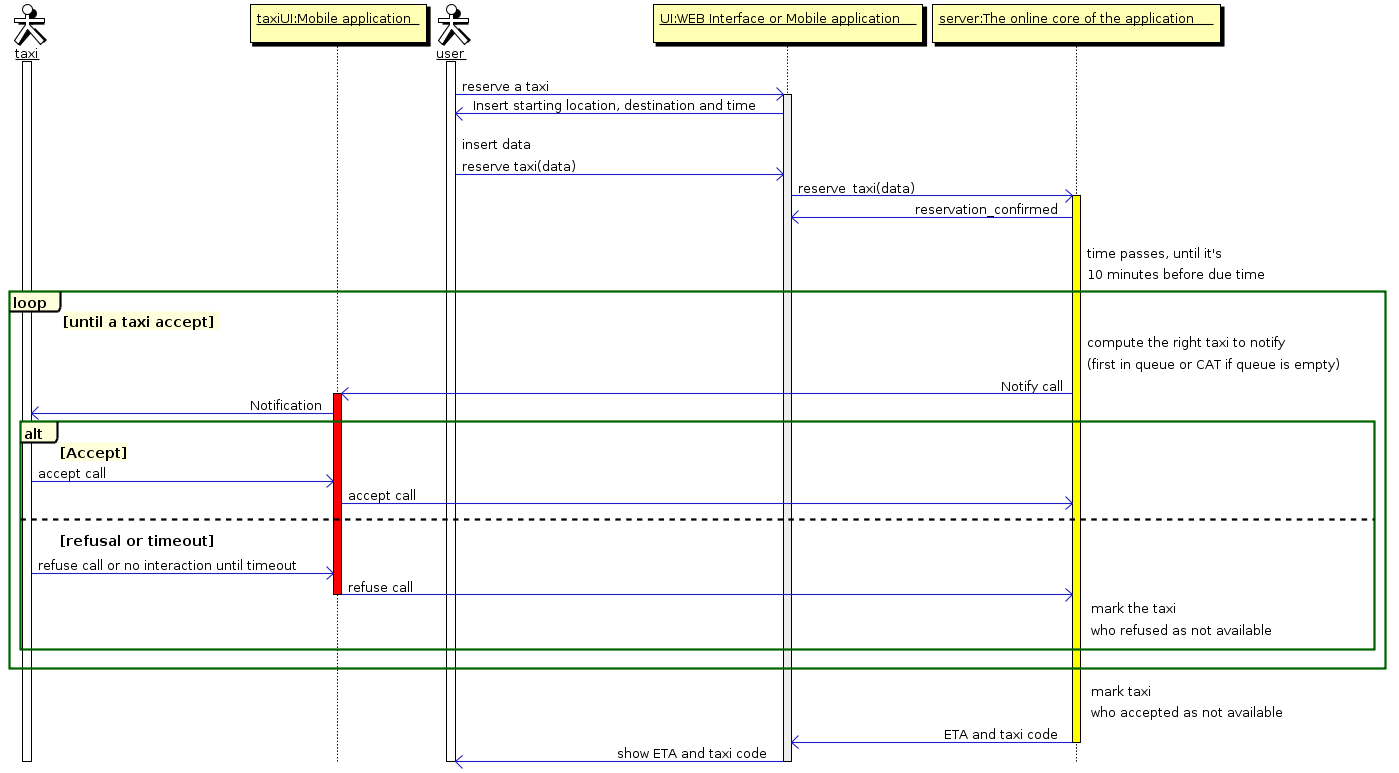 taxi
taxiUI:Mobile application
user
UI:WEB Interface or Mobile application
server:The online core of the application
reserve a taxi
Insert starting location, destination and time
insert data
reserve taxi(data)
reserve_taxi(data)
reservation_confirmed
time passes, until it's
10 minutes before due time
loop
[until a taxi accept]
compute the right taxi to notify
(first in queue or CAT if queue is empty)
Notify call
Notification
alt
[Accept]
accept call
accept call
[refusal or timeout]
refuse call or no interaction until timeout
refuse call
mark the taxi
who refused as not available
mark taxi
who accepted as not available
ETA and taxi code
show ETA and taxi code